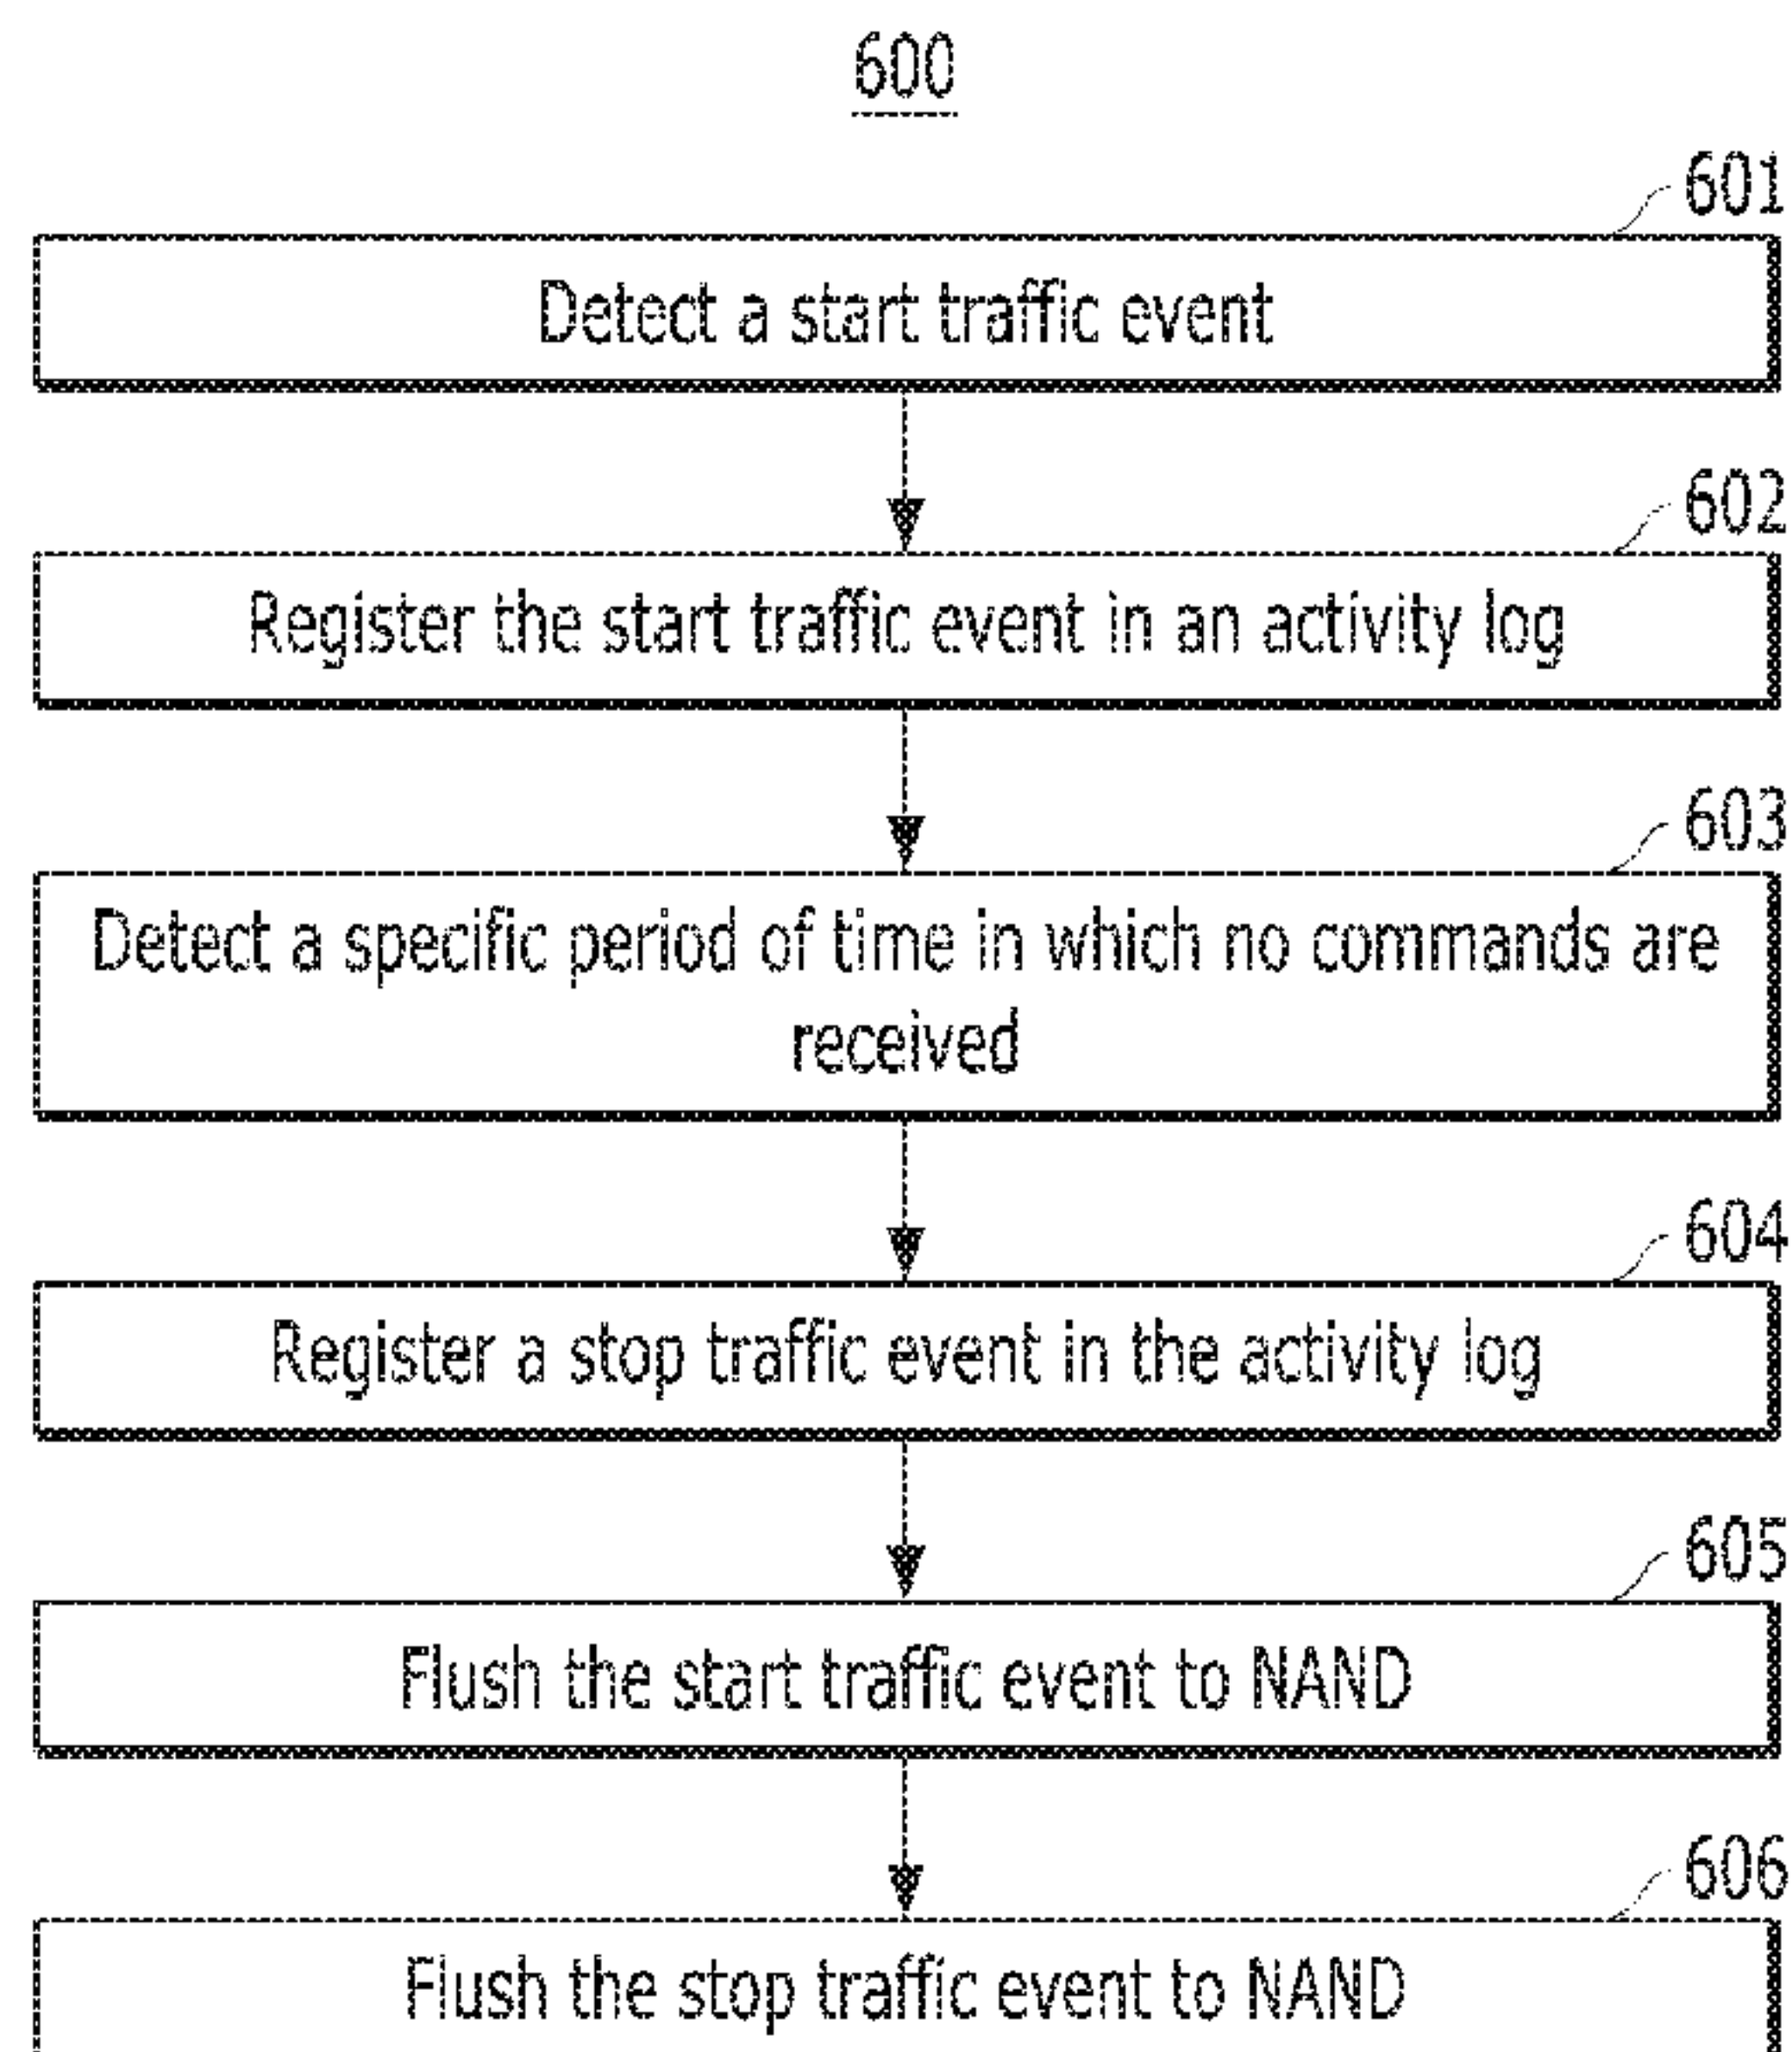 600
601
Detect a start traffic event
602
Register the start traffic event in an activity log
603
Detect a specific period of time in which no commands are
received
604
Register a stop traffic event in the activity log
605
Flush the start traffic event to NAND
606
Flush the stop traffic event to NAND